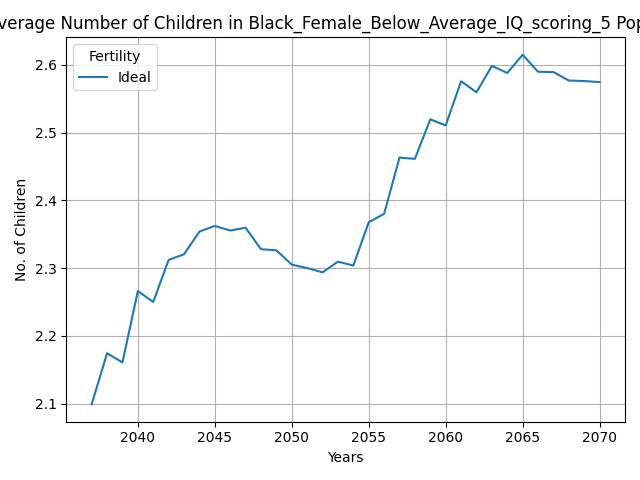 verage Number of Children in Black_Female_Below_Average_IQ_scoring_5 Pop
Fertility
Ideal
No. of Children
2.6
2.5
2.4
2.3
2.2
2.1
2040 2045 2050 2055 2060 2065 2070
Years